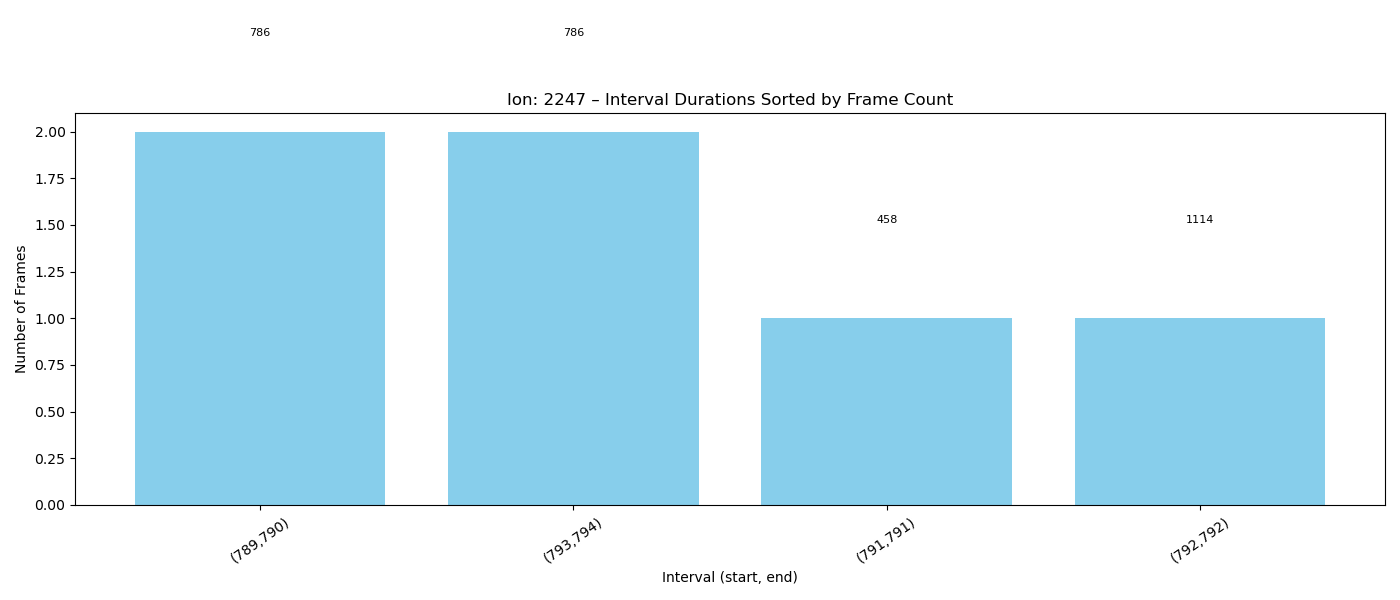 786 786
Ion: 2247 – Interval Durations Sorted by Frame Count
2.00
1.75
1.50
1.25
1.00
0.75
0.50
0.25
0.00
Number of Frames
458 1114
(789,790) (793,794) (791,791) (792,792)
Interval (start, end)